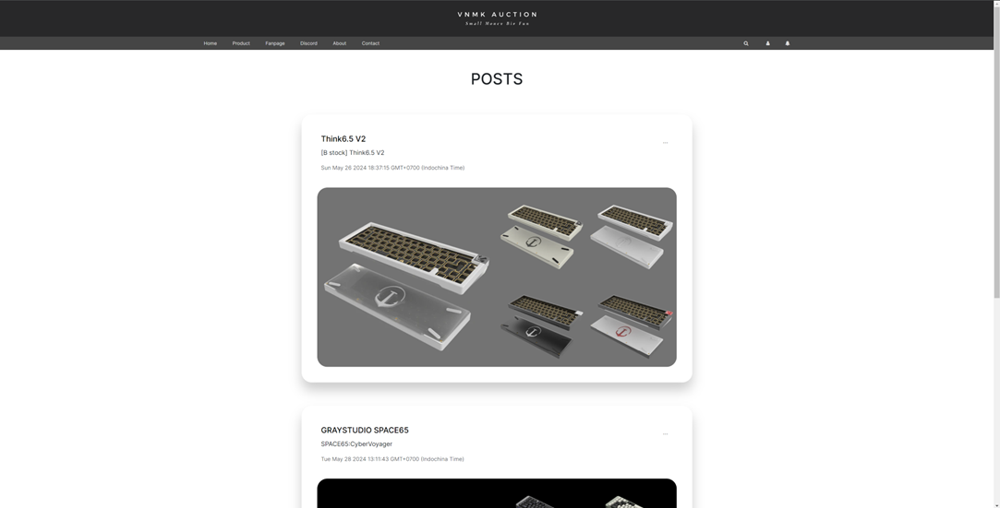 VNMK AUCTION
Small Money Big Fun
Home Product Fanpage Discord About Contact
POSTS
Think6.5 V2
[B stock] Think6.5 V2
Sun May 26 2024 18:37:15 GMT+0700 (Indochina Time)
GRAYSTUDIO SPACE65
SPACE65:CyberVoyager
Tue May 28 2024 13:11:43 GMT+0700 (Indochina Time)